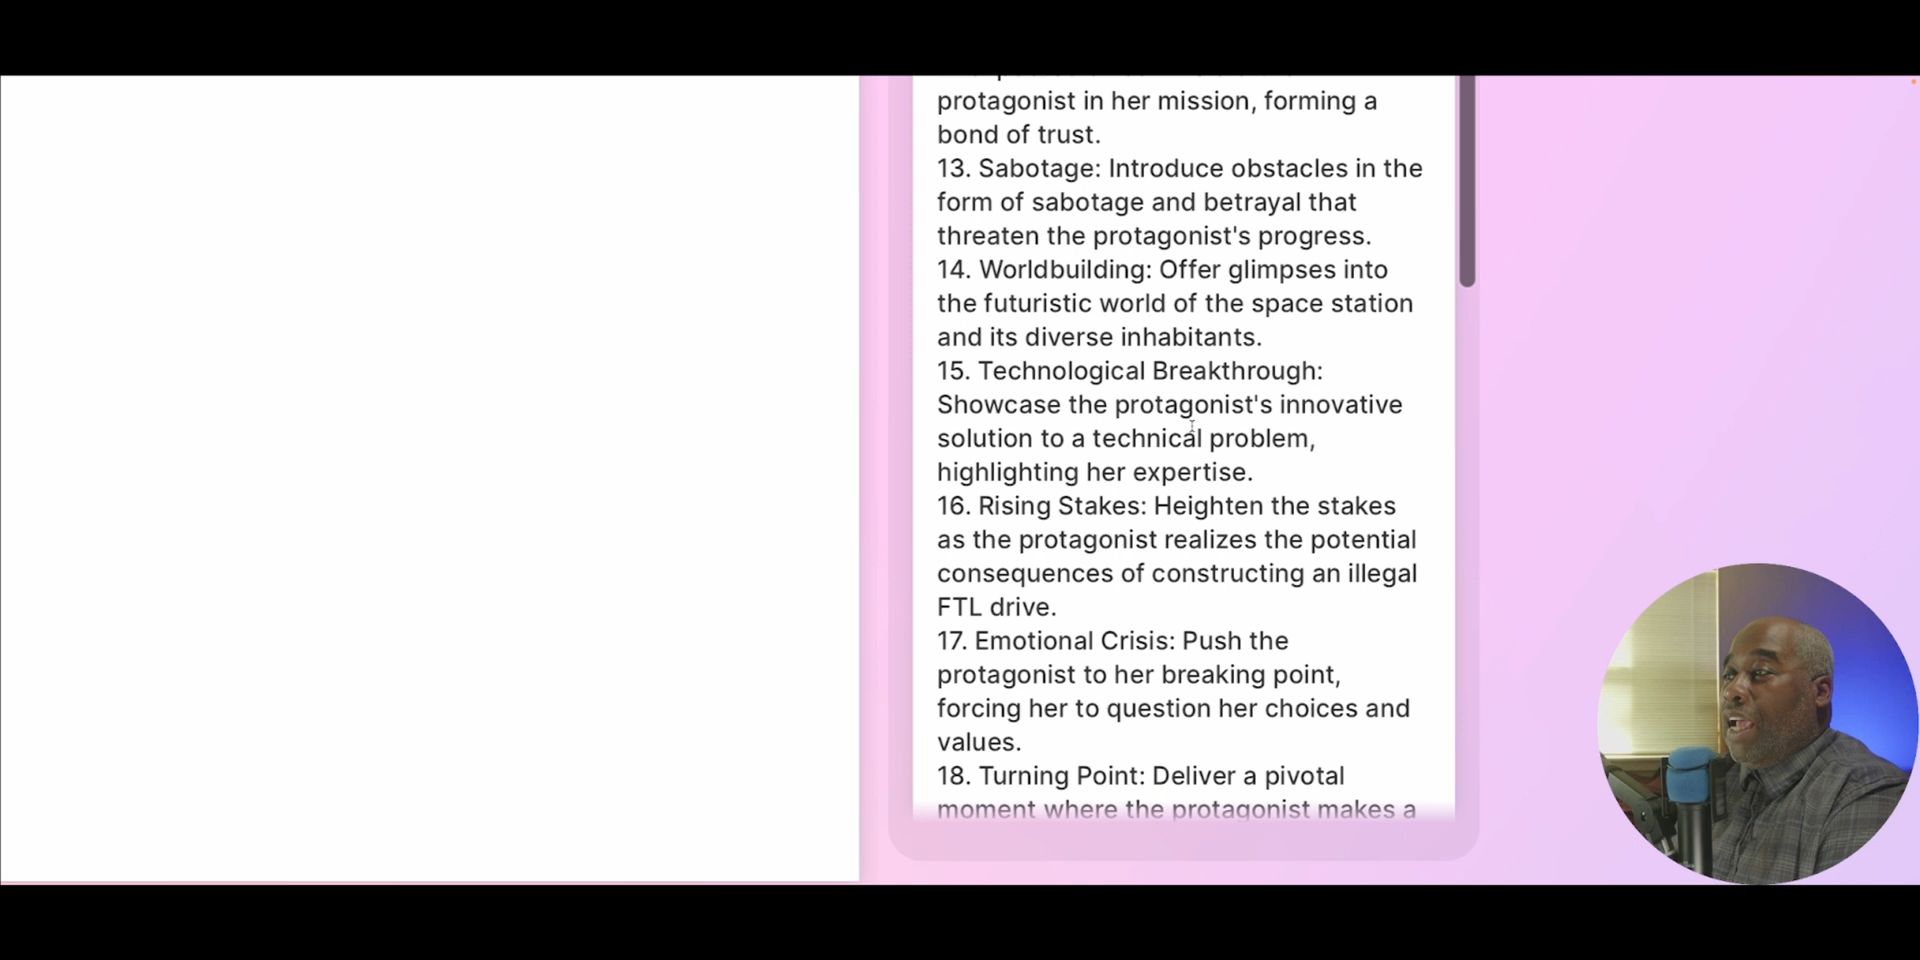 protagonist in her mission, forming a
bond of trust.
13. Sabotage: Introduce obstacles in the
form of sabotage and betrayal that
threaten the protagonist's progress.
14. Worldbuilding: Offer glimpses into
the futuristic world of the space station
and its diverse inhabitants.
15. Technological Breakthrough:
Showcase the protagonist's innovative
solution to a technical problem,
highlighting her expertise.
16. Rising Stakes: Heighten the stakes
as the protagonist realizes the potential
consequences of constructing an illegal
FTL drive.
17. Emotional Crisis: Push the
protagonist to her breaking point,
forcing her to question her choices and
values.
18. Turning Point: Deliver a pivotal
moment where the protagonist makes a